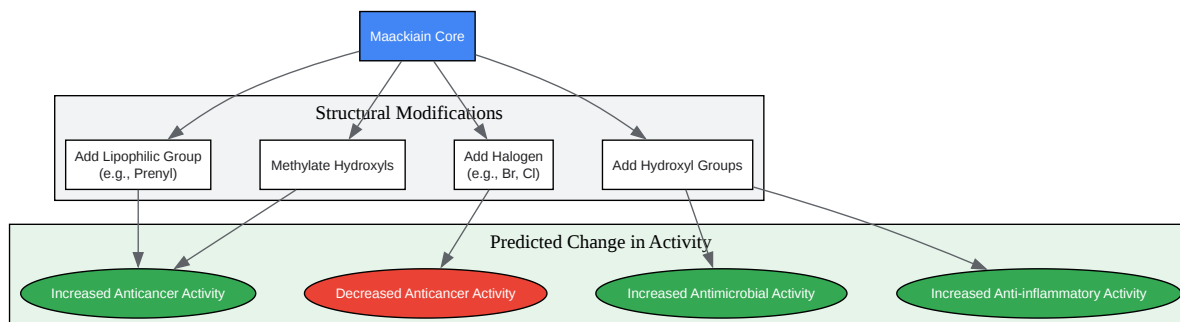 Maackiain Core
Structural Modifications
Add Lipophilic Group
(e.g., Prenyl)
Methylate Hydroxyls
Add Halogen
(e.g., Br, Cl)
Add Hydroxyl Groups
Predicted Change in Activity
Increased Anticancer Activity
Decreased Anticancer Activity
Increased Antimicrobial Activity
Increased Anti-inflammatory Activity